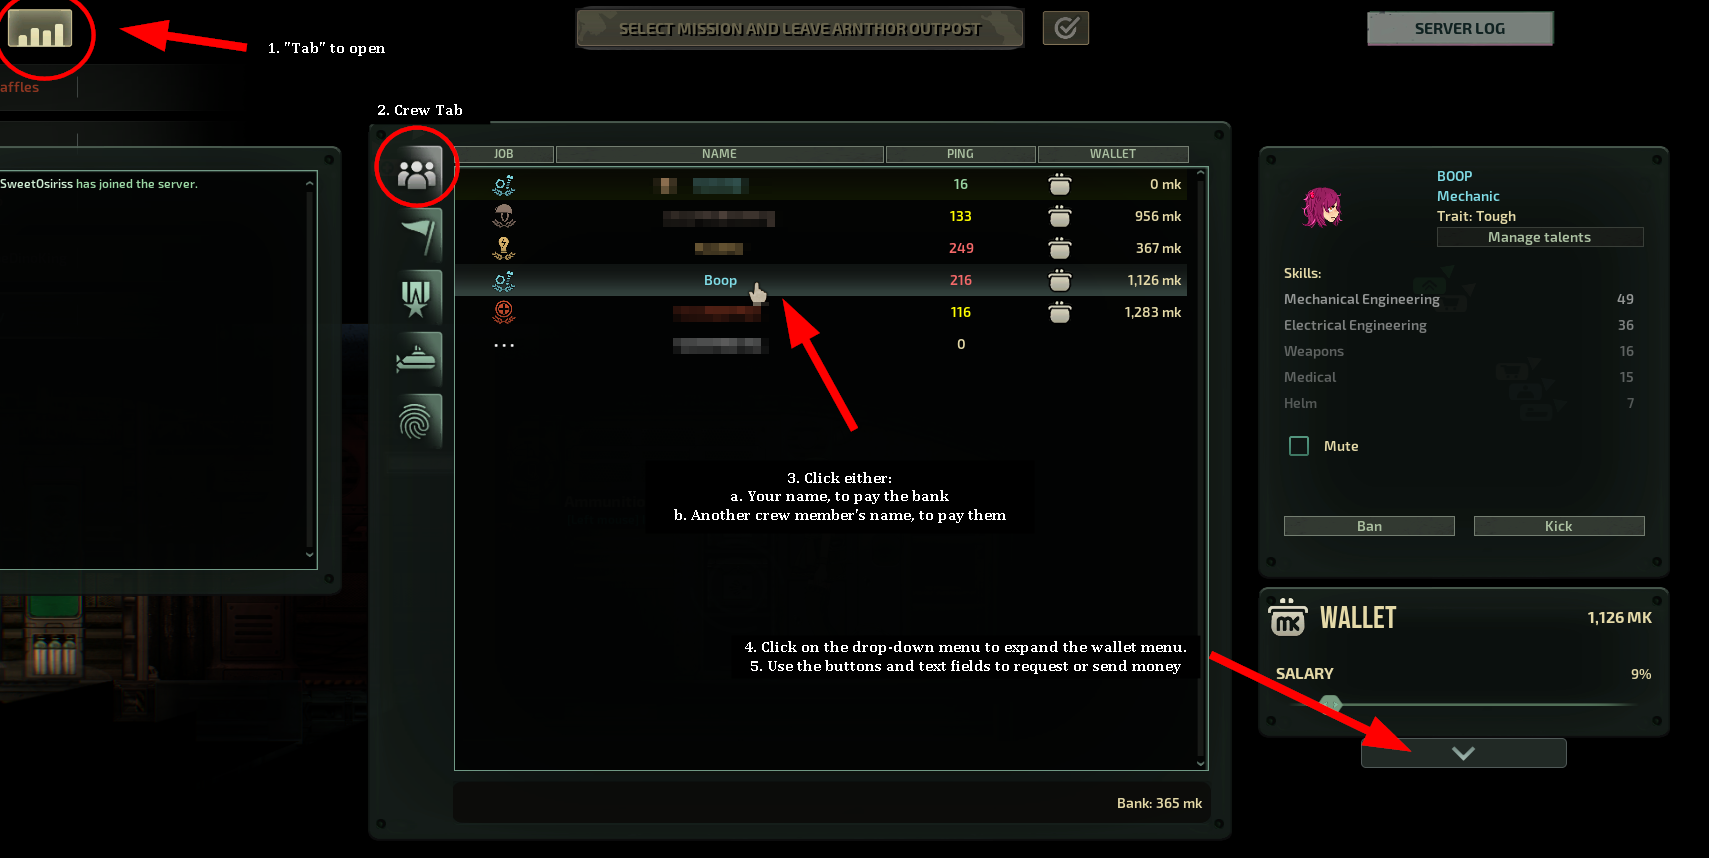 SELECT MISSION AND LEAVE ARNTHOR OUTPOST
SERVER LOG
1. "Tab" to open
affles
2. Crew Tab
JOB NAME PING WALLET
SweetOsiriss has joined the server.
16 0 mk
133 956 mk
249 367 mk
Boop 216 1,126 mk
116 1,283 mk
... 0
3. Click either:
a. Your name, to pay the bank
b. Another crew member's name, to pay them
4. Click on the drop-down menu to expand the wallet menu.
5. Use the buttons and text fields to request or send money
Bank: 365 mk
BOOP
Mechanic
Trait: Tough
Manage talents
Skills:
Mechanical Engineering 49
Electrical Engineering 36
Weapons 16
Medical 15
Helm 7
Mute
Ban Kick
mk WALLET 1,126 MK
SALARY 9%